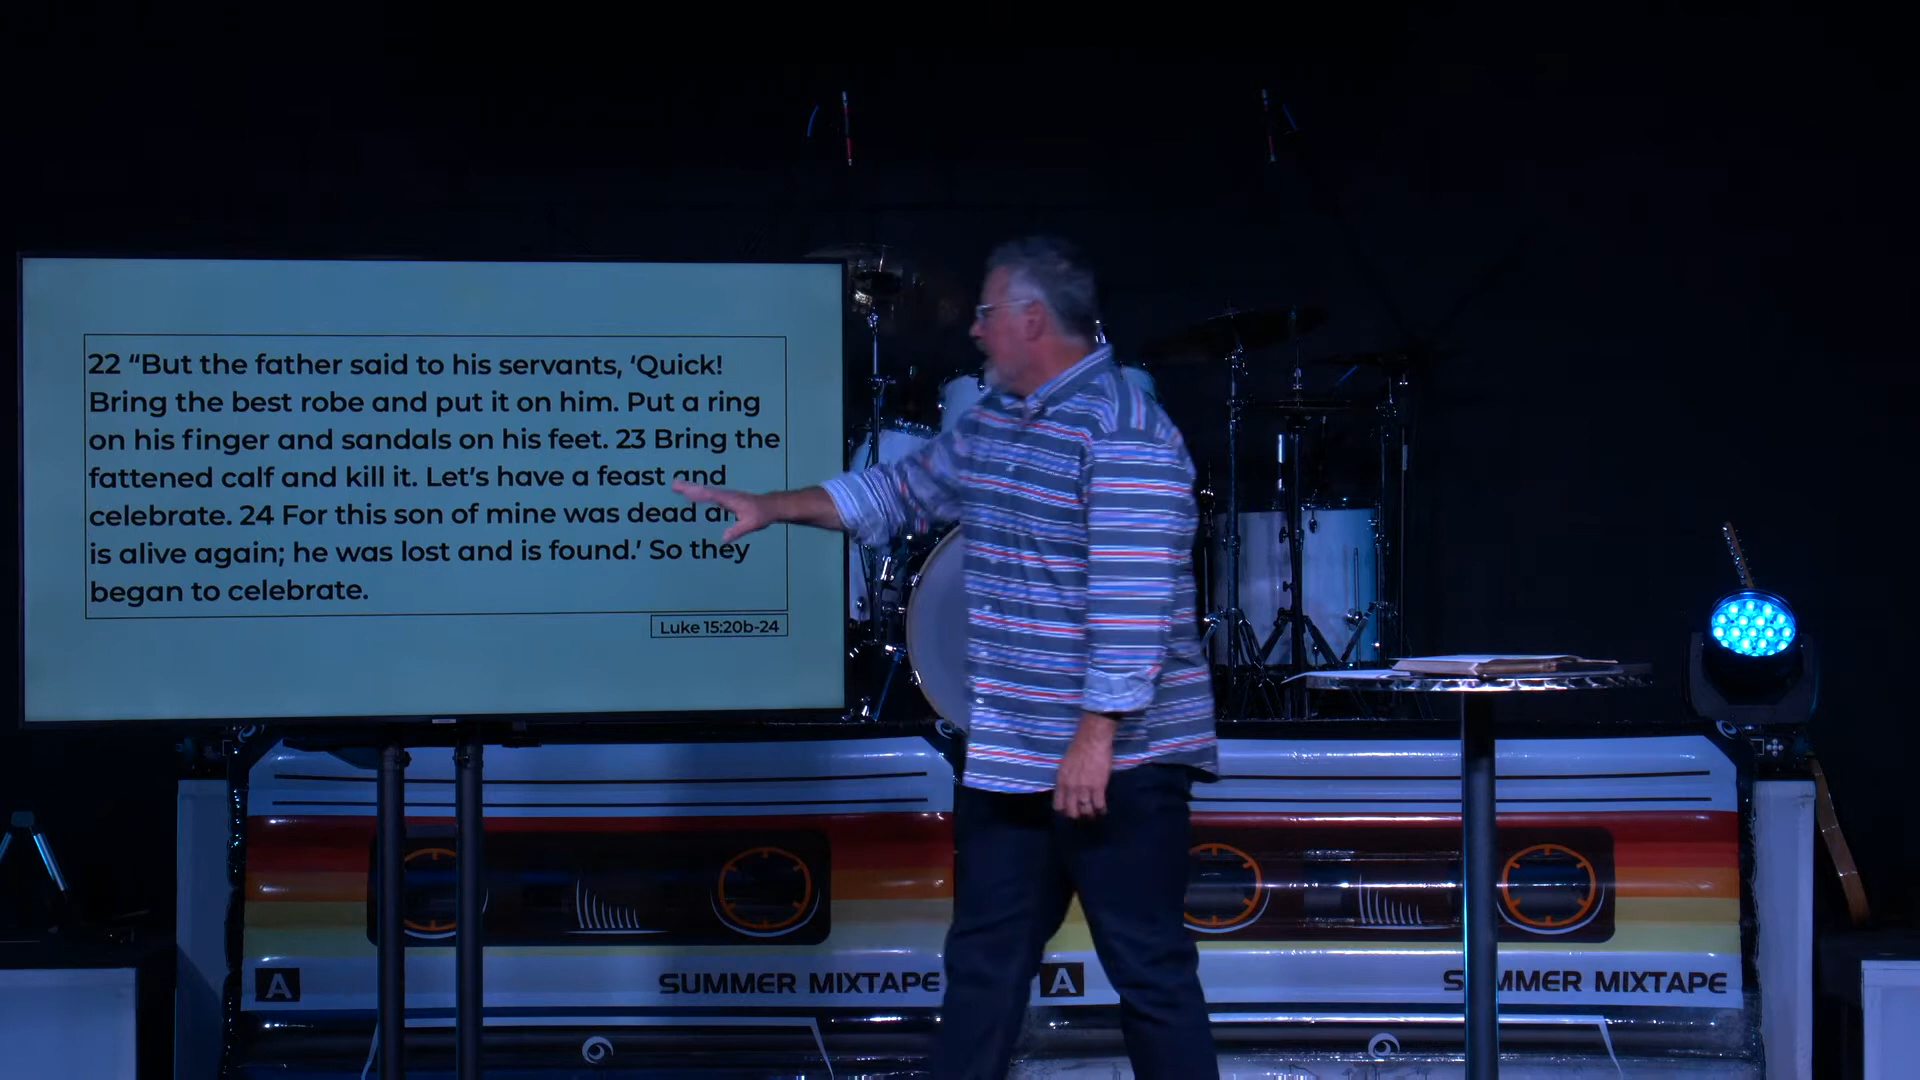 22 “But the father said to his servants, ‘Quick!
Bring the best robe and put it on him. Put a ring
on his finger and sandals on his feet. 23 Bring the
fattened calf and kill it. Let’s have a feast and
celebrate. 24 For this son of mine was dead
is alive again; he was lost and is found.’ So they
began to celebrate.
Luke 15:20b-24
A
SUMMER MIXTAPE
A
SUMMER MIXTAPE